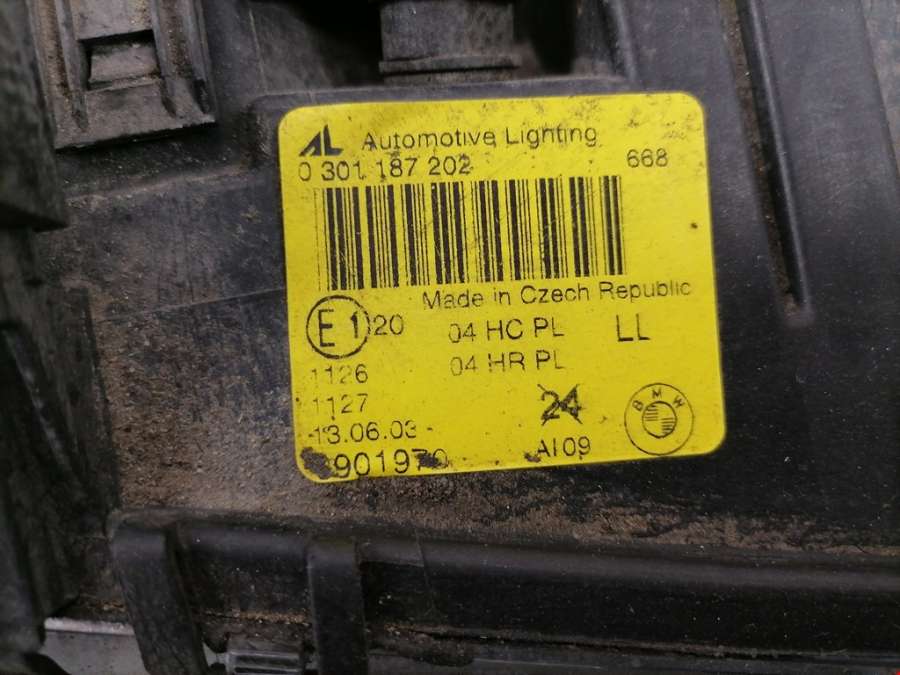 AL Automotive Lighting
0 301 187 202 668
Made in Czech Republic
E1 20 04 HC PL LL
1126 04 HR PL
1127 24
13.06.03 BMW
AI09